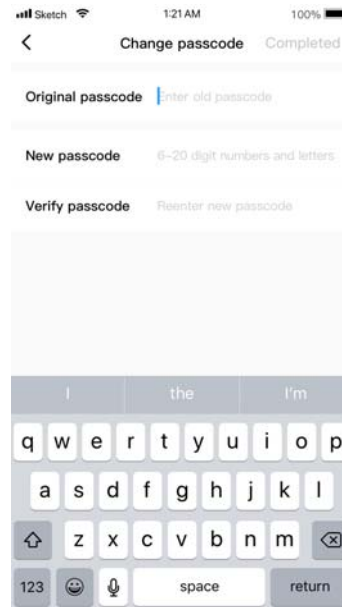 Sketch 1:21 AM 100%
Change passcode Completed
Original passcode Enter old passcode
New passcode 6–20 digit numbers and letters
Verify passcode Reenter new passcode
I the I'm
q w e r t y u i o p
a s d f g h j k l
z x c v b n m
123 space return